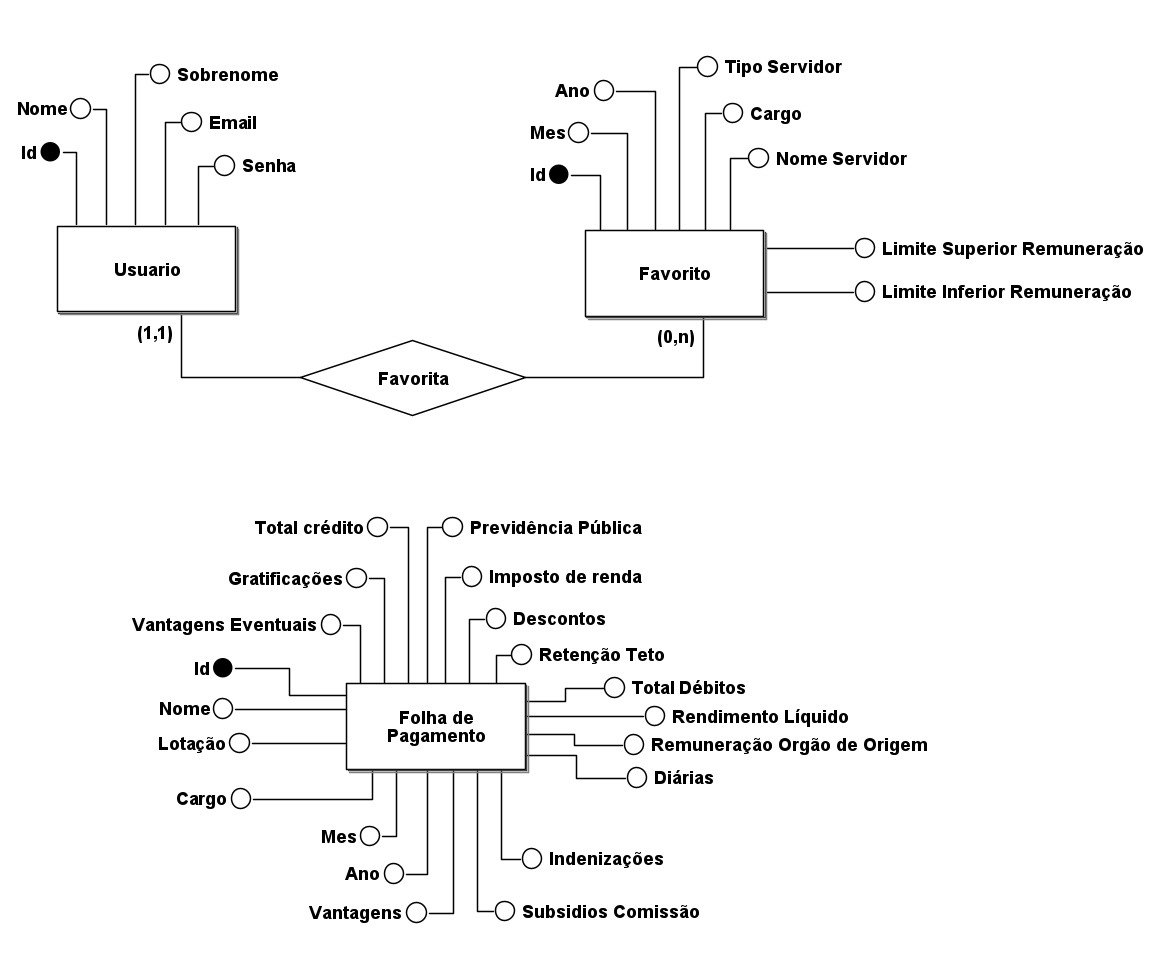 Sobrenome
Nome
Email
Id
Senha
Usuario
(1,1)
Tipo Servidor
Ano
Cargo
Mes
Nome Servidor
Id
Favorito
Limite Superior Remuneração
Limite Inferior Remuneração
(0,n)
Favorita
Total crédito
Previdência Pública
Gratificações
Imposto de renda
Vantagens Eventuais
Descontos
Retenção Teto
Id
Total Débitos
Nome
Rendimento Líquido
Folha de
Pagamento
Lotação
Remuneração Orgão de Origem
Diárias
Cargo
Mes
Indenizações
Ano
Vantagens
Subsidios Comissão